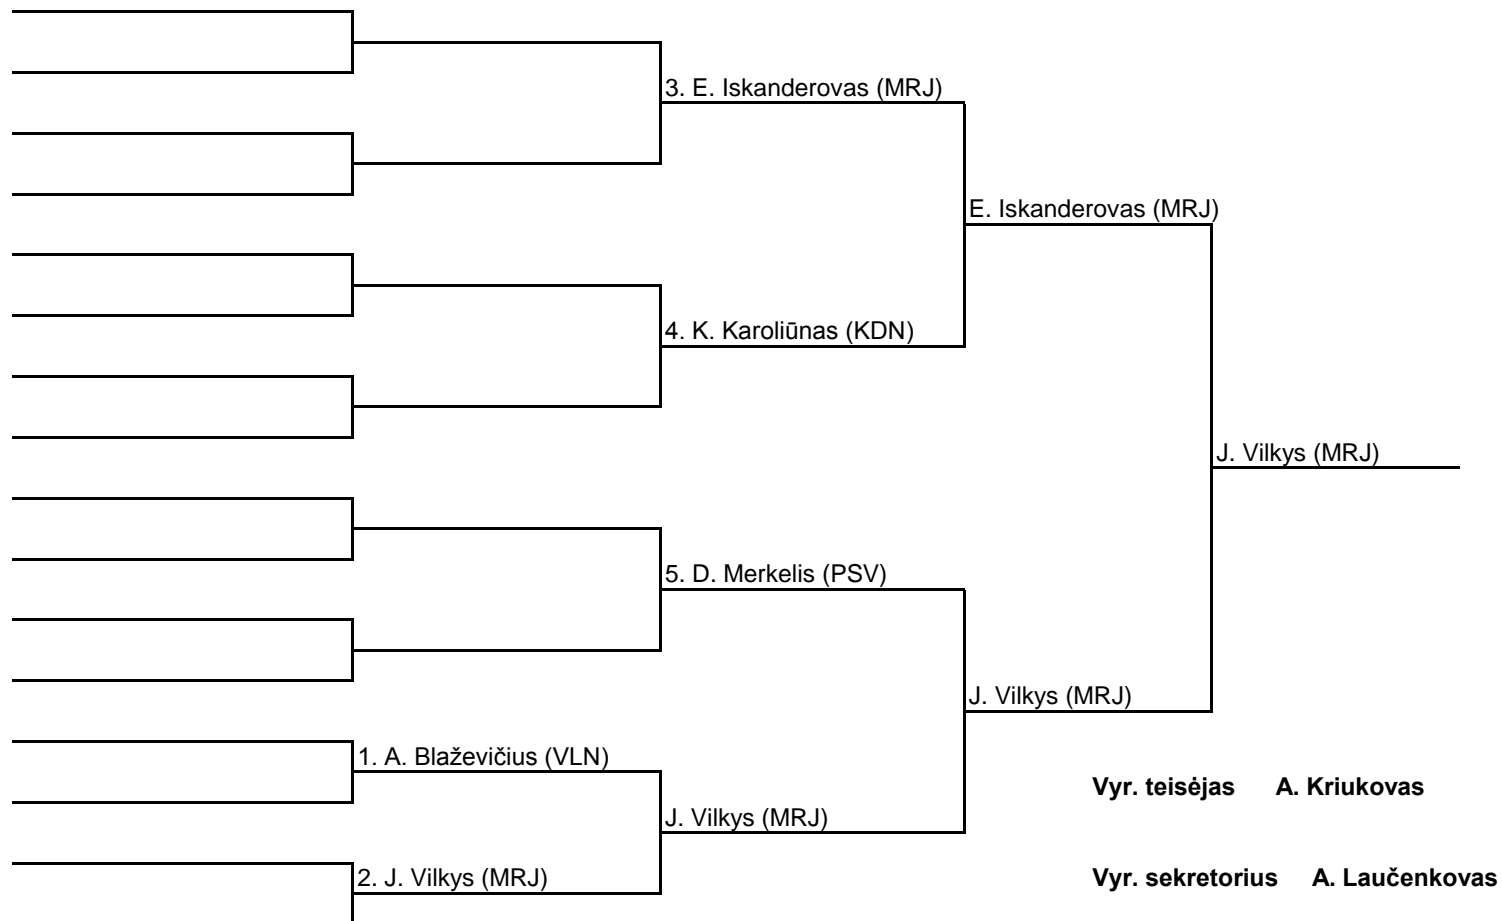 3. E. Iskanderovas (MRJ)
E. Iskanderovas (MRJ)
4. K. Karoliūnas (KDN)
J. Vilkys (MRJ)
5. D. Merkelis (PSV)
J. Vilkys (MRJ)
1. A. Blaževičius (VLN)
Vyr. teisėjas A. Kriukovas
J. Vilkys (MRJ)
2. J. Vilkys (MRJ)
Vyr. sekretorius A. Laučenkovas